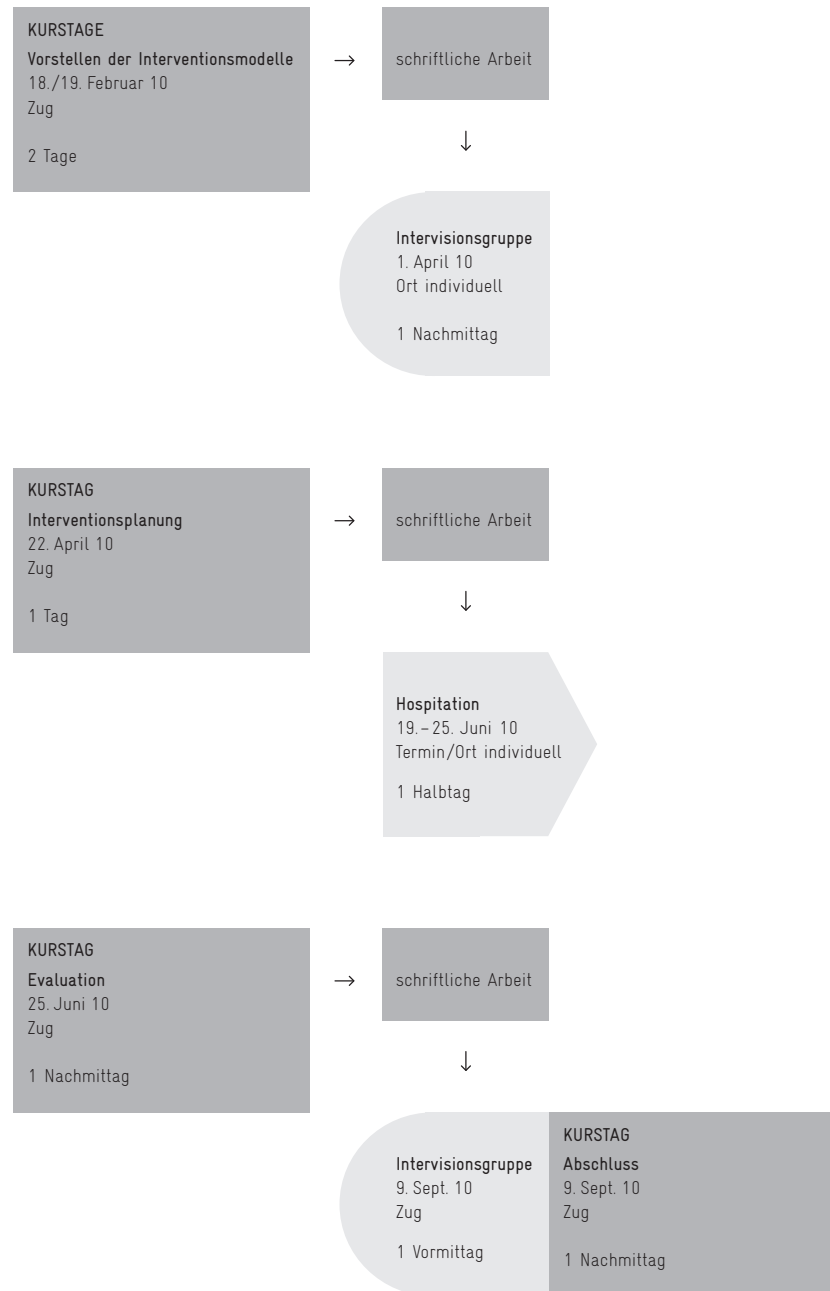 KURSTAGE
Vorstellen der Interventionsmodelle
18./19. Februar 10
Zug
2 Tage
→
schriftliche Arbeit
↓
Intervisionsgruppe
1. April 10
Ort individuell
1 Nachmittag
KURSTAG
Interventionsplanung
22. April 10
Zug
1 Tag
→
schriftliche Arbeit
↓
Hospitation
19.–25. Juni 10
Termin/Ort individuell
1 Halbtag
KURSTAG
Evaluation
25. Juni 10
Zug
1 Nachmittag
→
schriftliche Arbeit
↓
Intervisionsgruppe
9. Sept. 10
Zug
1 Vormittag
KURSTAG
Abschluss
9. Sept. 10
Zug
1 Nachmittag